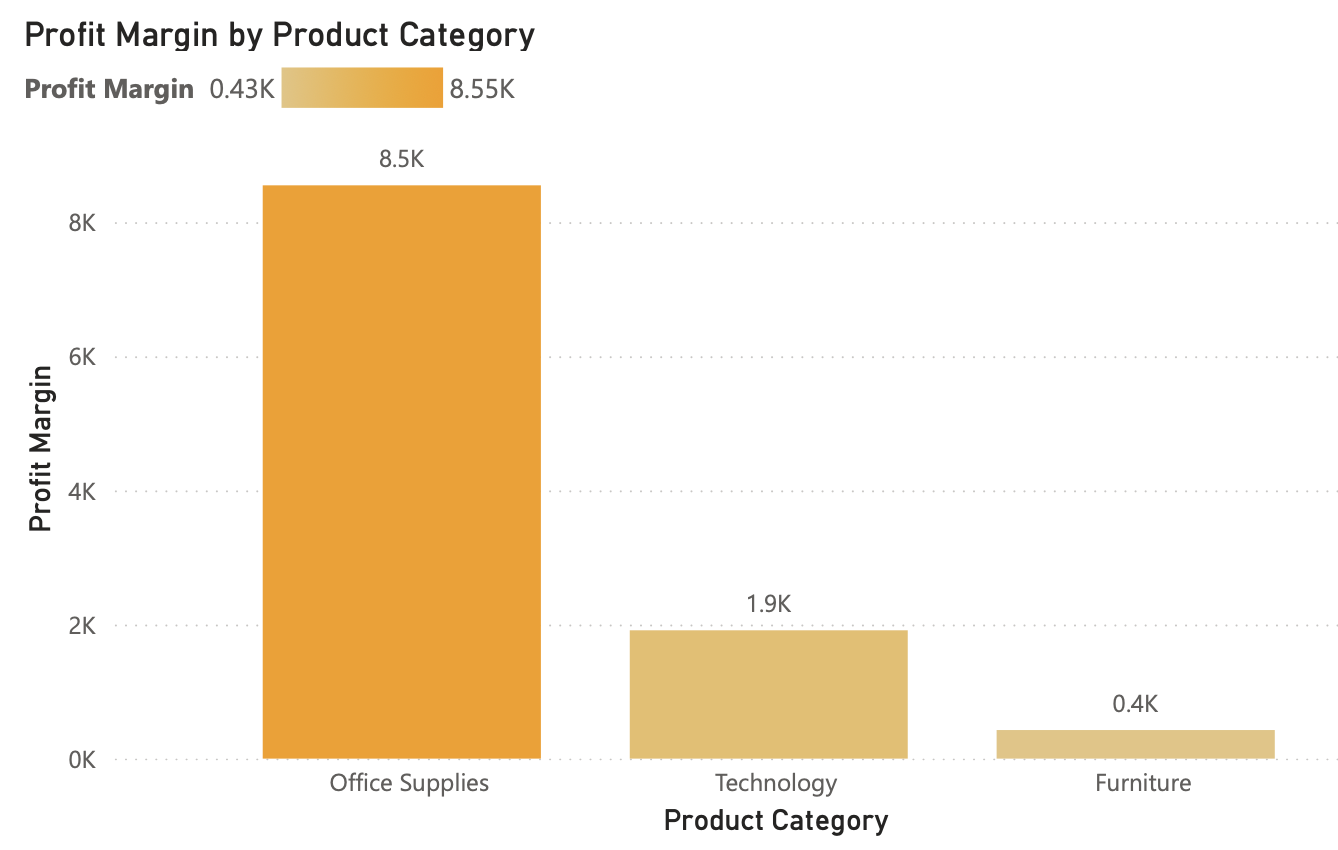 Profit Margin by Product Category
Profit Margin 0.43K 8.55K
8.5K
8K
6K
Profit Margin
4K
1.9K
2K
0.4K
0K
Office Supplies Technology Furniture
Product Category